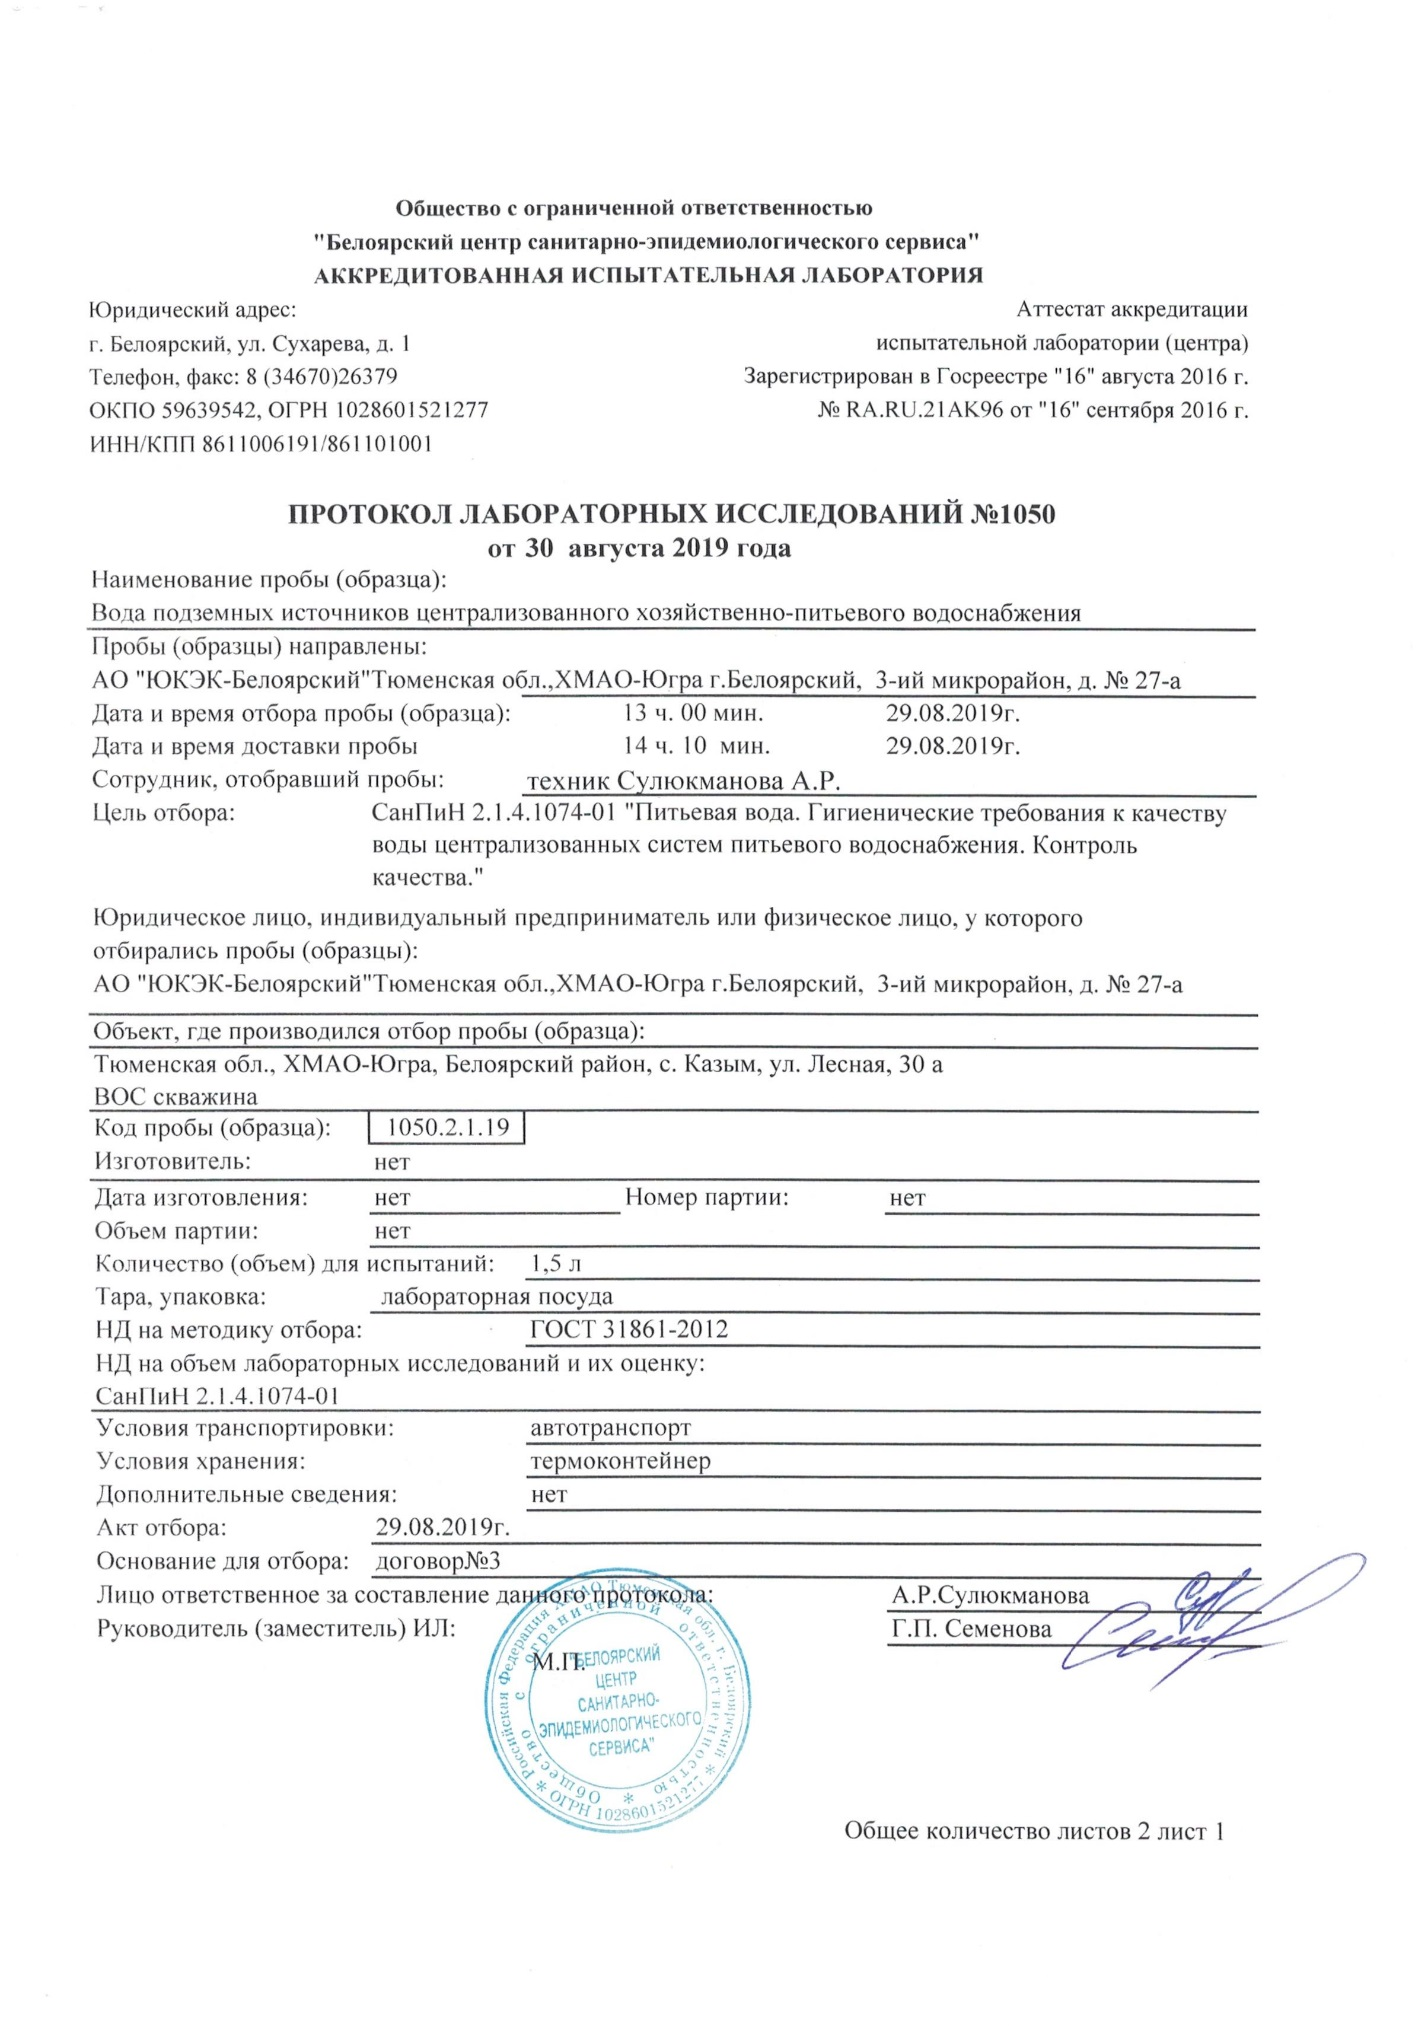 Общество с ограниченной ответственностью
"Белоярский центр санитарно-эпидемиологического сервиса"
АККРЕДИТОВАННАЯ ИСПЫТАТЕЛЬНАЯ ЛАБОРАТОРИЯ
Юридический адрес: Аттестат аккредитации
г. Белоярский, ул. Сухарева, д. 1 испытательной лаборатории (центра)
Телефон, факс: 8 (34670)26379 Зарегистрирован в Госреестре "16" августа 2016 г.
ОКПО 59639542, ОГРН 1028601521277 № RA.RU.21АК96 от "16" сентября 2016 г.
ИНН/КПП 8611006191/861101001
ПРОТОКОЛ ЛАБОРАТОРНЫХ ИССЛЕДОВАНИЙ №1050
от 30 августа 2019 года
Наименование пробы (образца):
Вода подземных источников централизованного хозяйственно-питьевого водоснабжения
Пробы (образцы) направлены:
АО "ЮКЭК-Белоярский"Тюменская обл.,ХМАО-Югра г.Белоярский, 3-ий микрорайон, д. № 27-а
Дата и время отбора пробы (образца): 13 ч. 00 мин. 29.08.2019г.
Дата и время доставки пробы 14 ч. 10 мин. 29.08.2019г.
Сотрудник, отобравший пробы: техник Сулюкманова А.Р.
Цель отбора: СанПиН 2.1.4.1074-01 "Питьевая вода. Гигиенические требования к качеству
воды централизованных систем питьевого водоснабжения. Контроль
качества."
Юридическое лицо, индивидуальный предприниматель или физическое лицо, у которого
отбирались пробы (образцы):
АО "ЮКЭК-Белоярский"Тюменская обл.,ХМАО-Югра г.Белоярский, 3-ий микрорайон, д. № 27-а
Объект, где производился отбор пробы (образца):
Тюменская обл., ХМАО-Югра, Белоярский район, с. Казым, ул. Лесная, 30 а
ВОС скважина
Код пробы (образца): 1050.2.1.19
Изготовитель: нет
Дата изготовления: нет Номер партии: нет
Объем партии: нет
Количество (объем) для испытаний: 1,5 л
Тара, упаковка: лабораторная посуда
НД на методику отбора: ГОСТ 31861-2012
НД на объем лабораторных исследований и их оценку:
СанПиН 2.1.4.1074-01
Условия транспортировки: автотранспорт
Условия хранения: термоконтейнер
Дополнительные сведения: нет
Акт отбора: 29.08.2019г.
Основание для отбора: договор№3
Лицо ответственное за составление данного протокола: А.Р.Сулюкманова
Руководитель (заместитель) ИЛ: Г.П. Семенова
М.П.
Российская Федерация ХМАО Тюменская обл. г. Белоярский * ОГРН 1028601521277 *
Общество с ограниченной ответственностью *
"БЕЛОЯРСКИЙ
ЦЕНТР
САНИТАРНО-
ЭПИДЕМИОЛОГИЧЕСКОГО
СЕРВИСА"
Общее количество листов 2 лист 1